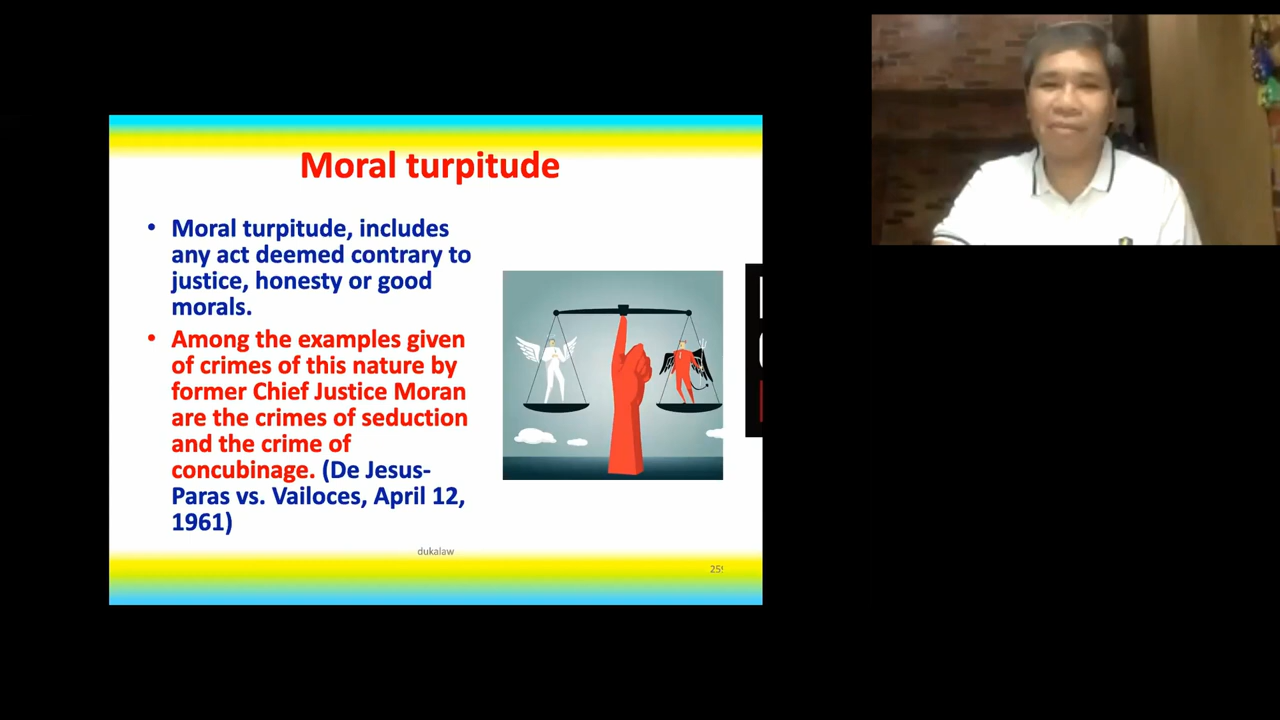 Moral turpitude
• Moral turpitude, includes
any act deemed contrary to
justice, honesty or good
morals.
• Among the examples given
of crimes of this nature by
former Chief Justice Moran
are the crimes of seduction
and the crime of
concubinage. (De Jesus-
Paras vs. Vailoces, April 12,
1961)
dukalaw